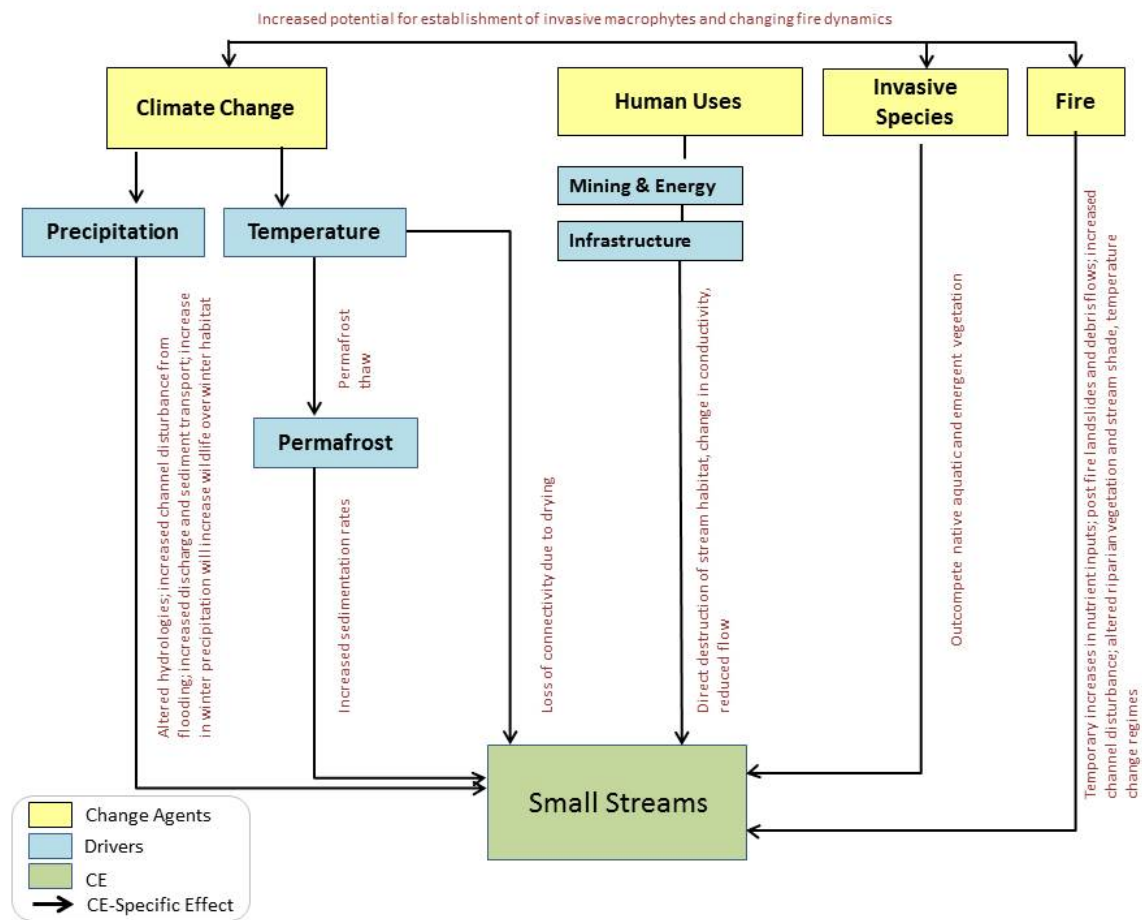 Increased potential for establishment of invasive macrophytes and changing fire dynamics
Climate Change
Human Uses
Invasive
Species
Fire
Mining & Energy
Infrastructure
Precipitation
Temperature
Permafrost
thaw
Permafrost
Altered hydrologies; increased channel disturbance from
flooding; increased discharge and sediment transport; increase
in winter precipitation will increase wildlife overwinter habitat
Increased sedimentation rates
Loss of connectivity due to drying
Direct destruction of stream habitat, change in conductivity,
reduced flow
Outcompete native aquatic and emergent vegetation
Temporary increases in nutrient inputs; post fire landslides and debris flows; increased
channel disturbance; altered riparian vegetation and stream shade, temperature
change regimes
Small Streams
Change Agents
Drivers
CE
CE-Specific Effect